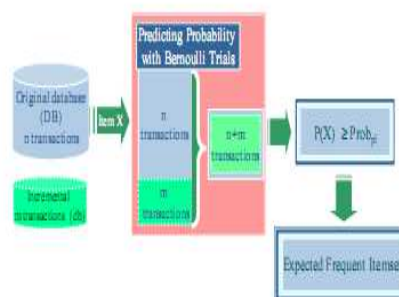 Predicting Probability
with Bernoulli Trials
Original database
(DB)
n transactions
Item X
n
transactions
n+m
transactions
P(X) ≥ Prob
m
transactions
Incremental
m transactions (db)
Expected Frequent Itemse